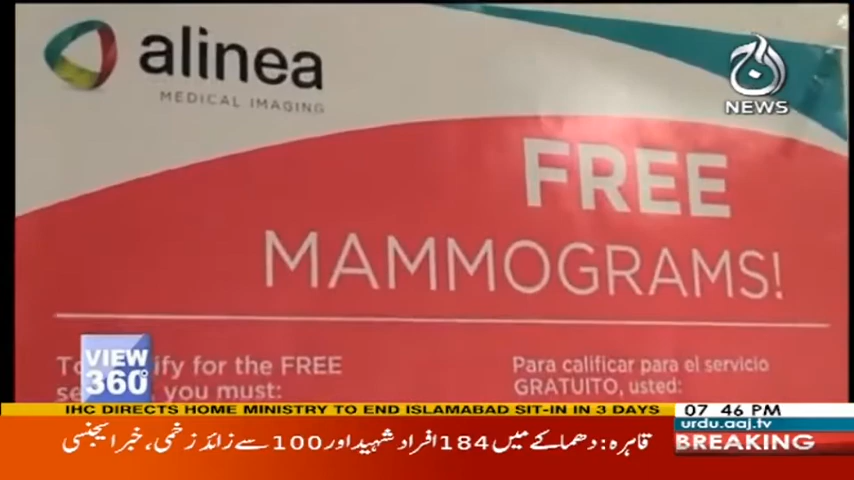 alinea
MEDICAL IMAGING
آج
NEWS
FREE
MAMMOGRAMS!
for the FREE
you must:
Para calificar para el servicio
GRATUITO, usted:
VIEW
360°
IHC DIRECTS HOME MINISTRY TO END ISLAMABAD SIT-IN IN 3 DAYS
07 46 PM
urdu.aaj.tv
BREAKING
قاہرہ: دھماکے میں 184 افراد شہید اور 100 سے زائد زخمی، خبر ایجنسی